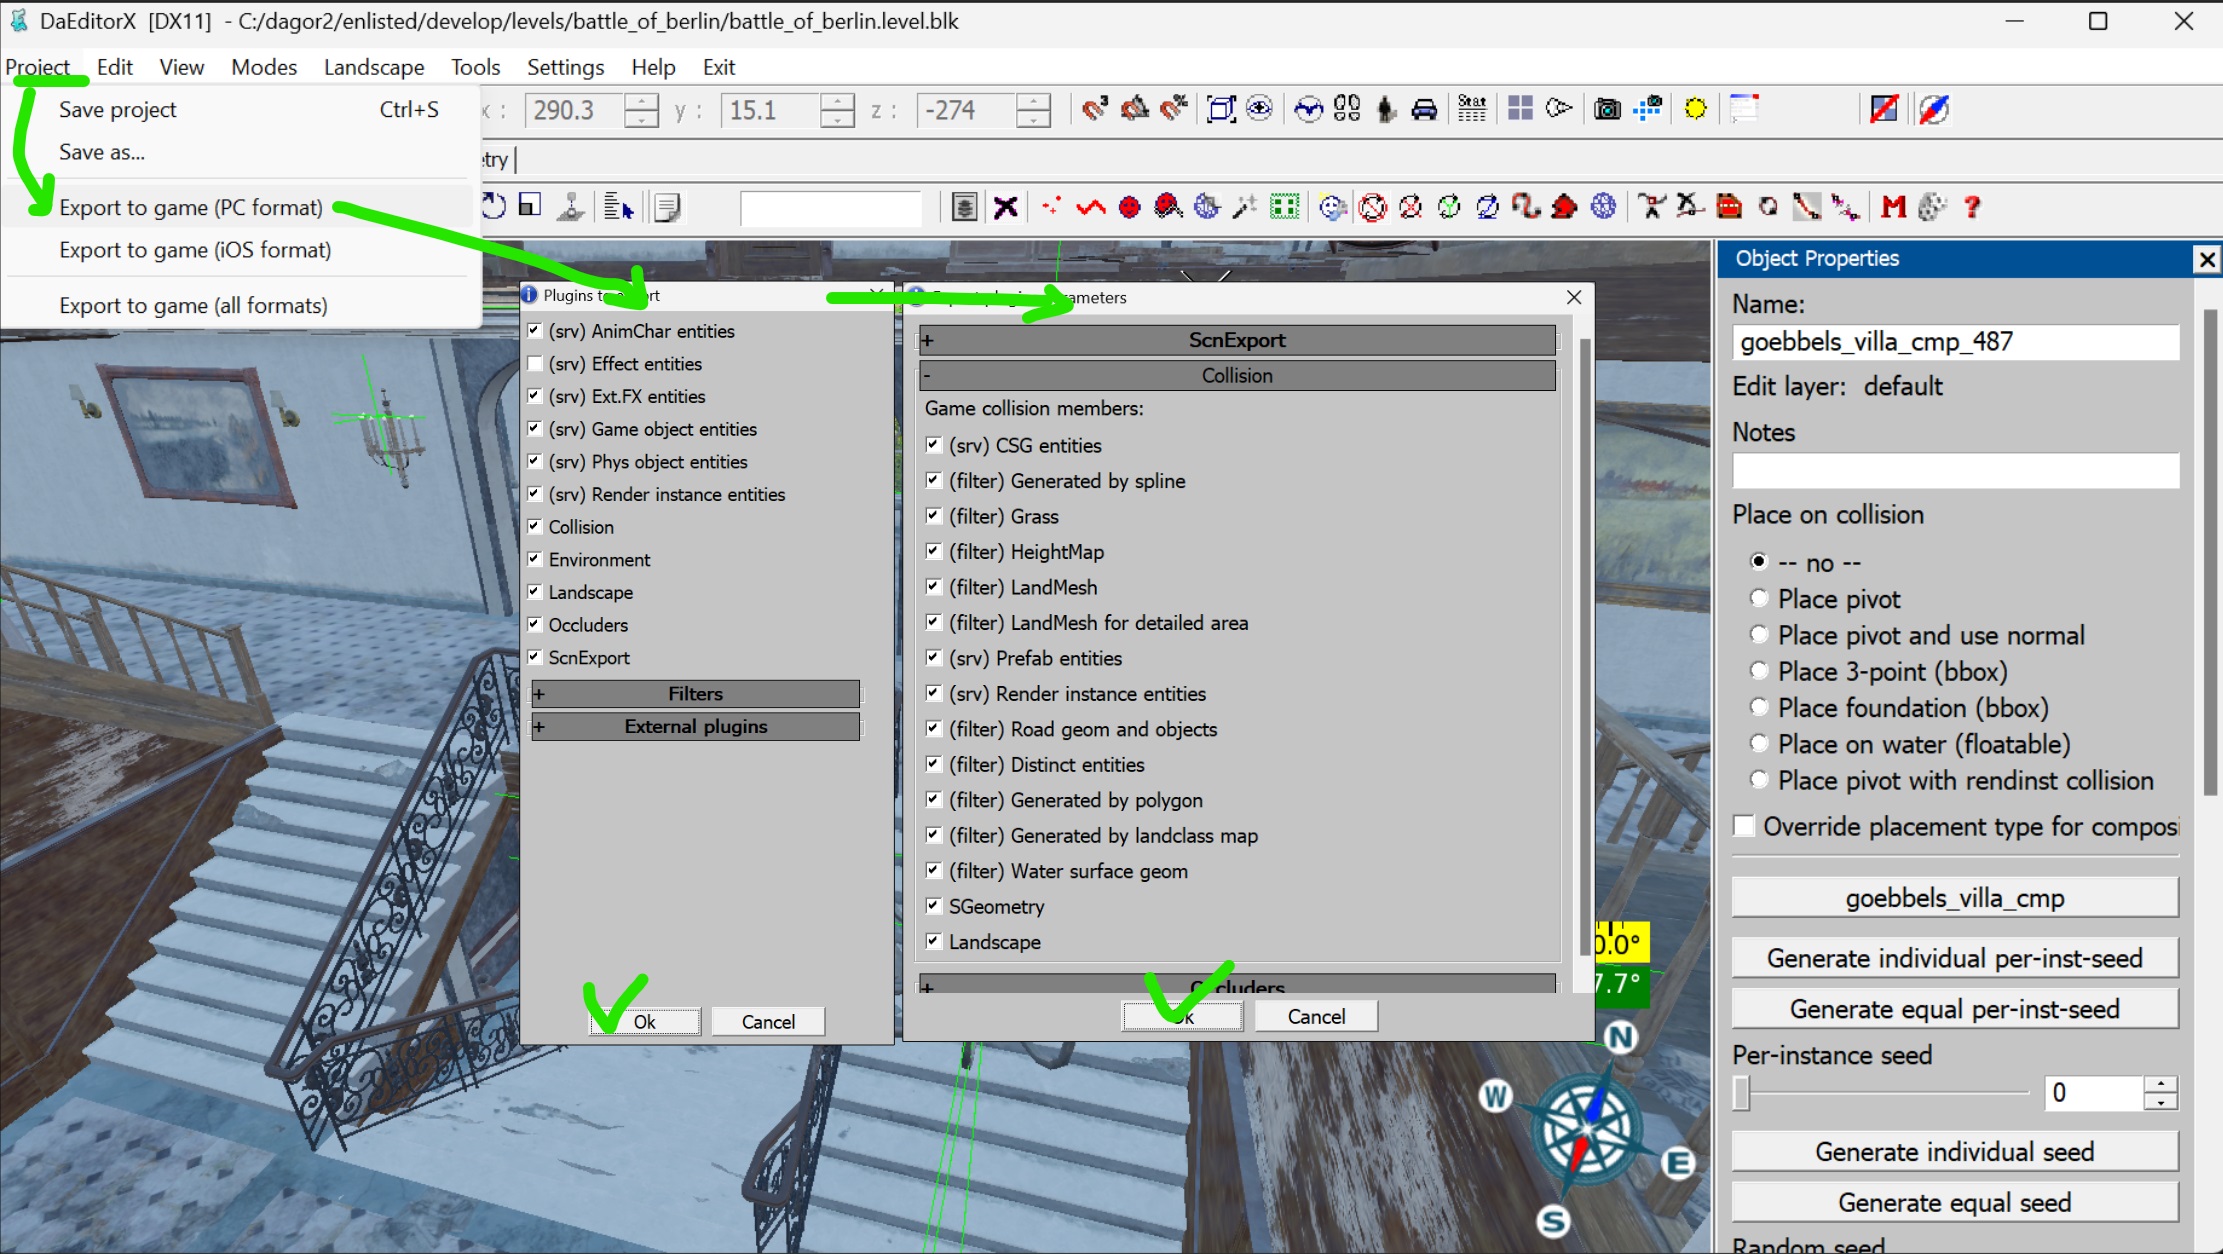 DaEditorX [DX11] - C:/dagor2/enlisted/develop/levels/battle_of_berlin/battle_of_berlin.level.blk
Project Edit View Modes Landscape Tools Settings Help Exit
Save project Ctrl+S
Save as...
Export to game (PC format)
Export to game (iOS format)
Export to game (all formats)
x : 290.3 y : 15.1 z : -274
Stat
etry
M ?
Plugins to
(srv) AnimChar entities
(srv) Effect entities
(srv) Ext.FX entities
(srv) Game object entities
(srv) Phys object entities
(srv) Render instance entities
Collision
Environment
Landscape
Occluders
ScnExport
+ Filters
+ External plugins
Ok Cancel
+ ScnExport
- Collision
Game collision members:
(srv) CSG entities
(filter) Generated by spline
(filter) Grass
(filter) HeightMap
(filter) LandMesh
(filter) LandMesh for detailed area
(srv) Prefab entities
(srv) Render instance entities
(filter) Road geom and objects
(filter) Distinct entities
(filter) Generated by polygon
(filter) Generated by landclass map
(filter) Water surface geom
SGeometry
Landscape
+ Occluders
Ok Cancel
0.0°
7.7°
N
W
E
S
Object Properties
Name:
goebbels_villa_cmp_487
Edit layer: default
Notes
Place on collision
-- no --
Place pivot
Place pivot and use normal
Place 3-point (bbox)
Place foundation (bbox)
Place on water (floatable)
Place pivot with rendinst collision
Override placement type for composi
goebbels_villa_cmp
Generate individual per-inst-seed
Generate equal per-inst-seed
Per-instance seed
0
Generate individual seed
Generate equal seed
Random seed